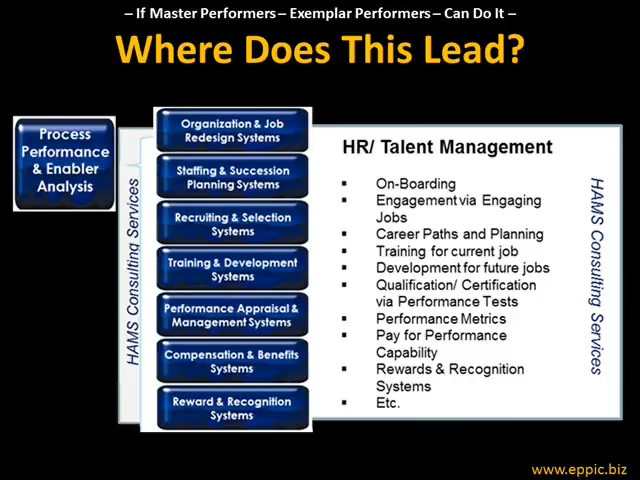 – If Master Performers – Exemplar Performers – Can Do It –
Where Does This Lead?
Process
Performance
& Enabler
Analysis
HAMS Consulting Services
Organization & Job
Redesign Systems
Staffing & Succession
Planning Systems
Recruiting & Selection
Systems
Training & Development
Systems
Performance Appraisal &
Management Systems
Compensation & Benefits
Systems
Reward & Recognition
Systems
HR/ Talent Management
▪ On-Boarding
▪ Engagement via Engaging
Jobs
▪ Career Paths and Planning
▪ Training for current job
▪ Development for future jobs
▪ Qualification/ Certification
via Performance Tests
▪ Performance Metrics
▪ Pay for Performance
Capability
▪ Rewards & Recognition
Systems
▪ Etc.
HAMS Consulting Services
www.eppic.biz